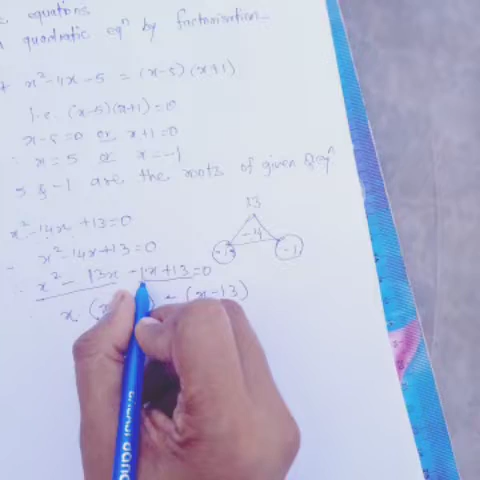 equations
quadratic eqn by factorisation
x² - 4x - 5 = (x-5) (x+1)
i.e. (x-5)(x+1) = 0
x - 5 = 0 or x + 1 = 0
x = 5 or x = -1
5 & -1 are the roots of given Q.Eqn
x² - 14x + 13 = 0
x² - 14x + 13 = 0
x² - 13x - 1x + 13 = 0
x (x - (x-13)
13
-14
-13 -1